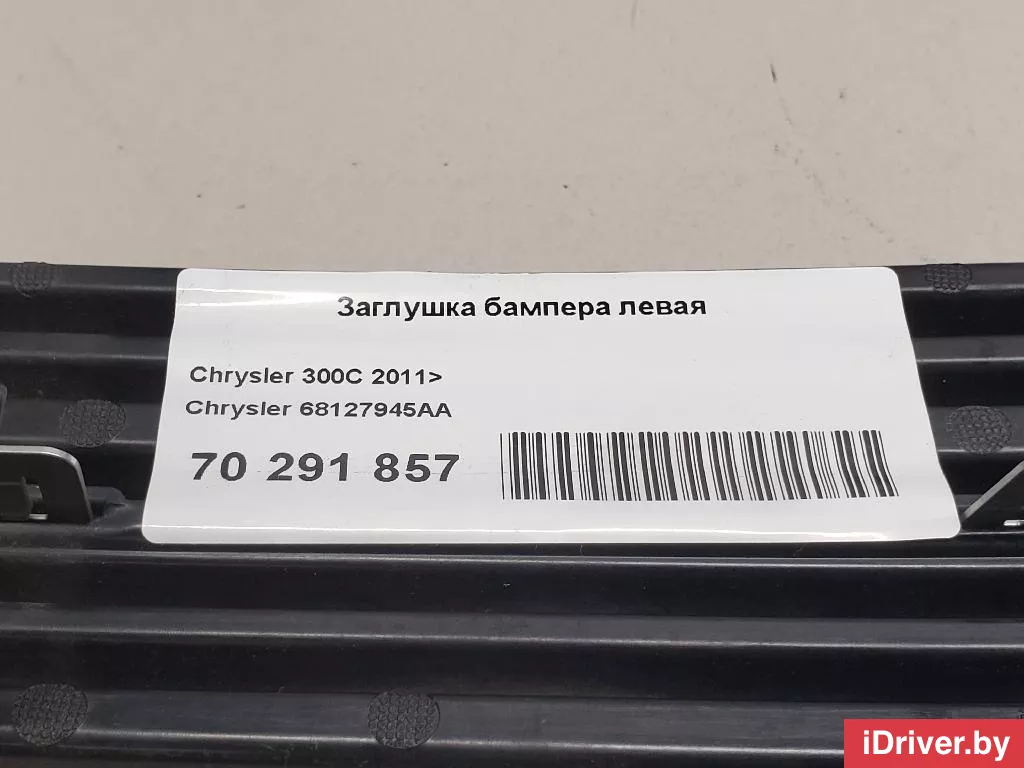 Заглушка бампера левая
Chrysler 300C 2011>
Chrysler 68127945AA
70 291 857
iDriver.by